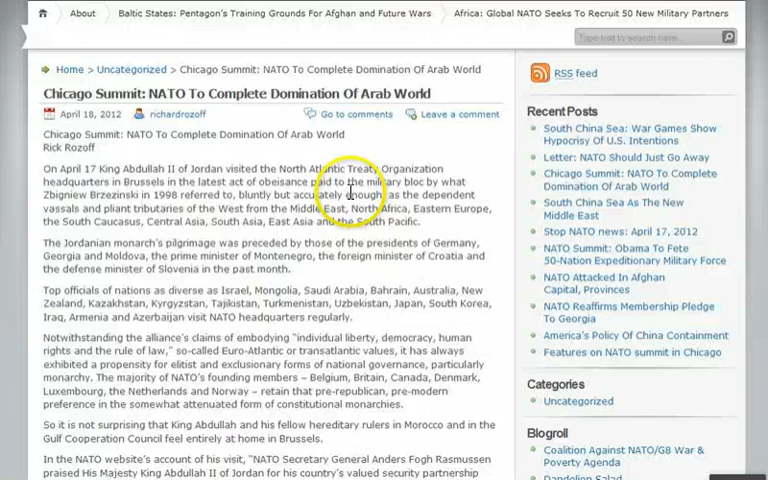 About
Baltic States: Pentagon's Training Grounds For Afghan and Future Wars
Africa: Global NATO Seeks To Recruit 50 New Military Partners
Type text to search here...
Home > Uncategorized > Chicago Summit: NATO To Complete Domination Of Arab World
Chicago Summit: NATO To Complete Domination Of Arab World
April 18, 2012 richardrozoff Go to comments Leave a comment
Chicago Summit: NATO To Complete Domination Of Arab World
Rick Rozoff
On April 17 King Abdullah II of Jordan visited the North Atlantic Treaty Organization
headquarters in Brussels in the latest act of obeisance paid to the military bloc by what
Zbigniew Brzezinski in 1998 referred to, bluntly but accurately enough, as the dependent
vassals and pliant tributaries of the West from the Middle East, North Africa, Eastern Europe,
the South Caucasus, Central Asia, South Asia, East Asia and the South Pacific.
The Jordanian monarch's pilgrimage was preceded by those of the presidents of Germany,
Georgia and Moldova, the prime minister of Montenegro, the foreign minister of Croatia and
the defense minister of Slovenia in the past month.
Top officials of nations as diverse as Israel, Mongolia, Saudi Arabia, Bahrain, Australia, New
Zealand, Kazakhstan, Kyrgyzstan, Tajikistan, Turkmenistan, Uzbekistan, Japan, South Korea,
Iraq, Armenia and Azerbaijan visit NATO headquarters regularly.
Notwithstanding the alliance's claims of embodying "individual liberty, democracy, human
rights and the rule of law," so-called Euro-Atlantic or transatlantic values, it has always
exhibited a propensity for elitist and exclusionary forms of national governance, particularly
monarchy. The majority of NATO's founding members – Belgium, Britain, Canada, Denmark,
Luxembourg, the Netherlands and Norway – retain that pre-republican, pre-modern
preference in the somewhat attenuated form of constitutional monarchies.
So it is not surprising that King Abdullah and his fellow hereditary rulers in Morocco and in the
Gulf Cooperation Council feel entirely at home in Brussels.
In the NATO website's account of his visit, "NATO Secretary General Anders Fogh Rasmussen
praised His Majesty King Abdullah II of Jordan for his country's valued security partnership
RSS feed
Recent Posts
South China Sea: War Games Show
Hypocrisy Of U.S. Intentions
Letter: NATO Should Just Go Away
Chicago Summit: NATO To Complete
Domination Of Arab World
South China Sea As The New
Middle East
Stop NATO news: April 17, 2012
NATO Summit: Obama To Fete
50-Nation Expeditionary Military Force
NATO Attacked In Afghan
Capital, Provinces
NATO Reaffirms Membership Pledge
To Georgia
America's Policy Of China Containment
Features on NATO summit in Chicago
Categories
Uncategorized
Blogroll
Coalition Against NATO/G8 War &
Poverty Agenda
Dandelion Salad